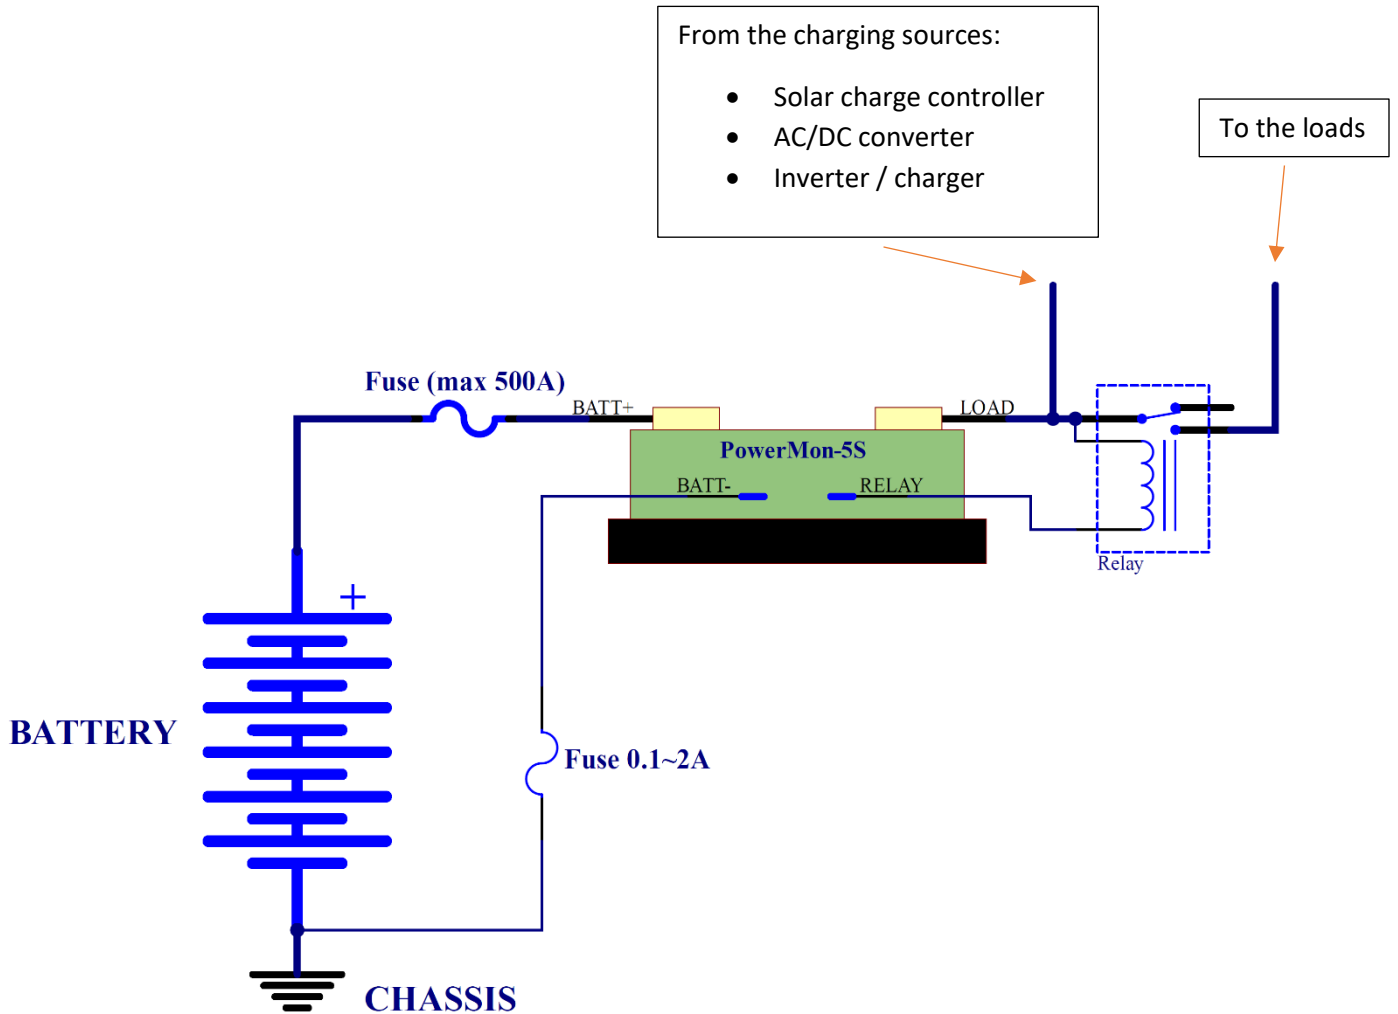 From the charging sources:
• Solar charge controller
• AC/DC converter
• Inverter / charger
To the loads
Fuse (max 500A)
BATT+
LOAD
PowerMon-5S
BATT-
RELAY
Relay
+
BATTERY
Fuse 0.1~2A
CHASSIS